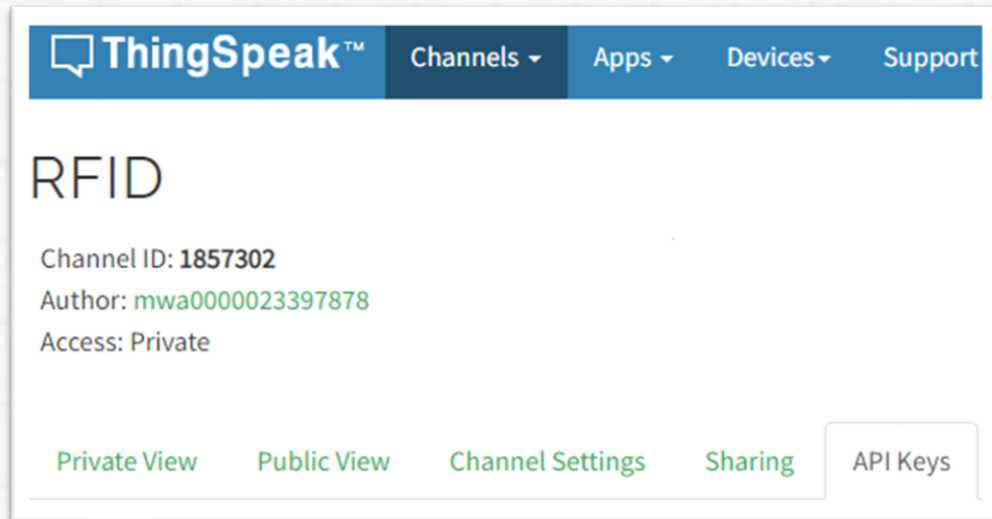 ThingSpeak™ Channels Apps Devices Support
RFID
Channel ID: 1857302
Author: mwa0000023397878
Access: Private
Private View Public View Channel Settings Sharing API Keys